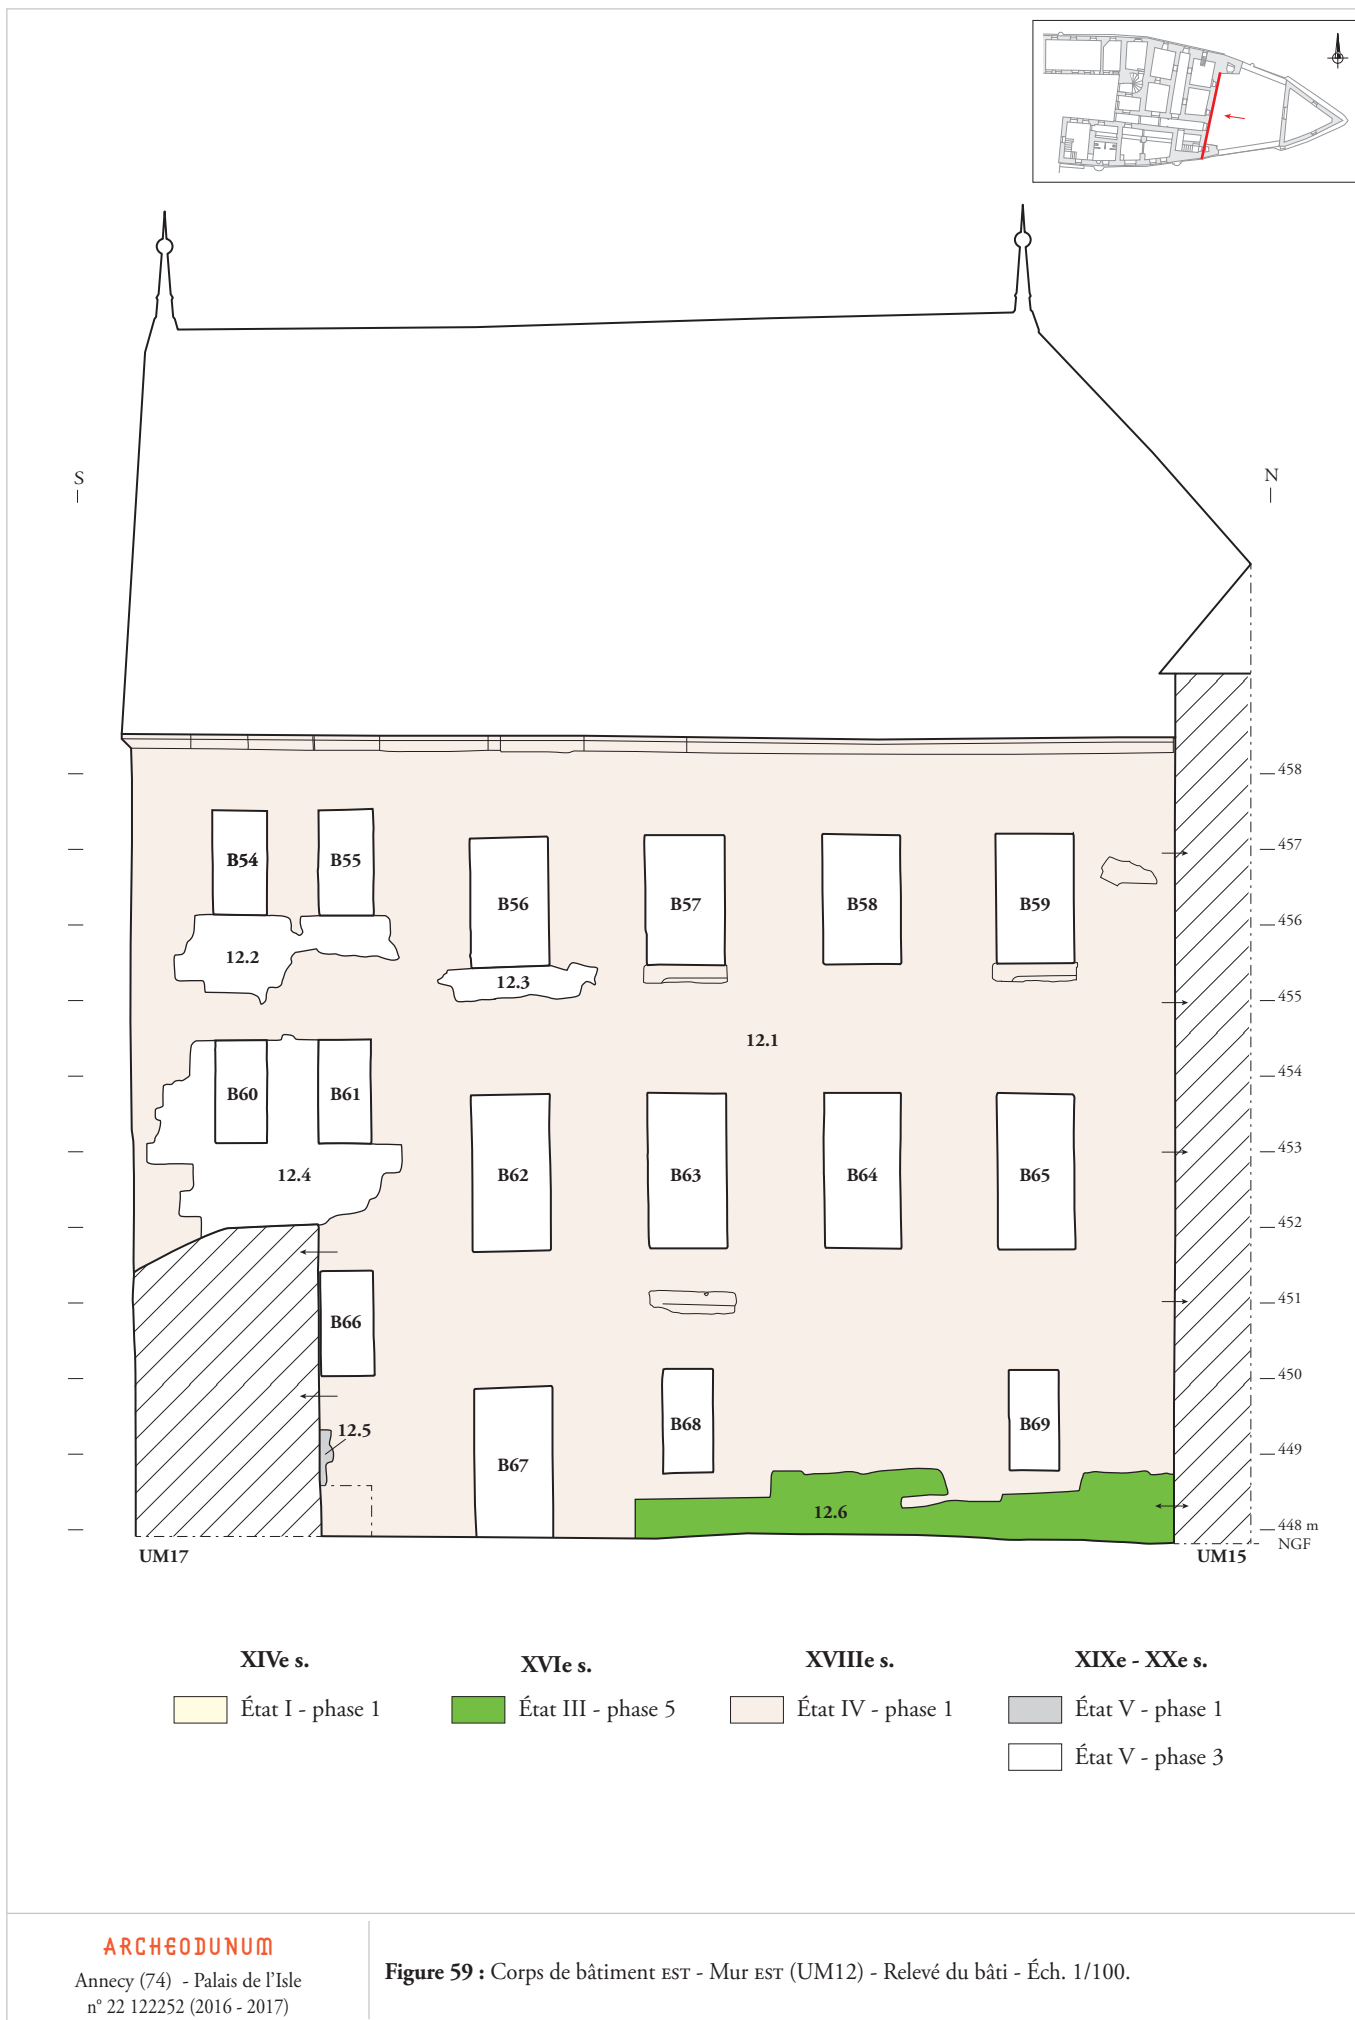 S
N
458
457
456
455
454
453
452
451
450
449
448 m
NGF
B54
B55
B56
B57
B58
B59
12.2
12.3
12.1
B60
B61
12.4
B62
B63
B64
B65
B66
12.5
B67
B68
B69
12.6
UM17
UM15
XIVe s.
État I - phase 1
XVIe s.
État III - phase 5
XVIIIe s.
État IV - phase 1
XIXe - XXe s.
État V - phase 1
État V - phase 3
ARCHEODUNUM
Annecy (74) - Palais de l'Isle
n° 22 122252 (2016 - 2017)
Figure 59 : Corps de bâtiment EST - Mur EST (UM12) - Relevé du bâti - Éch. 1/100.